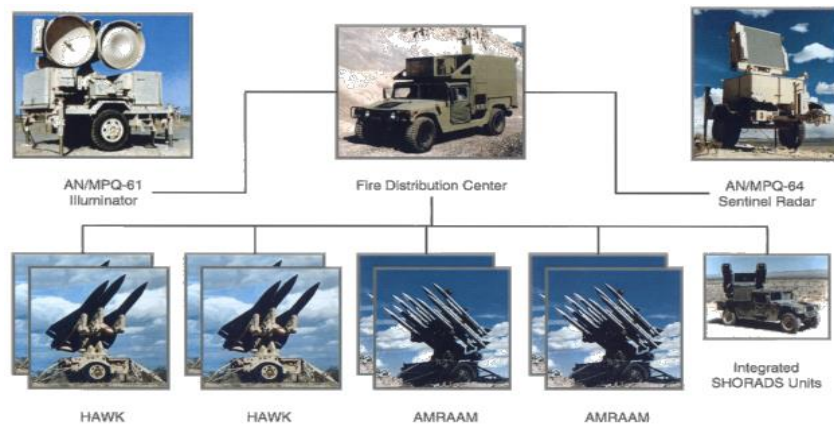 AN/MPQ-61
Illuminator
Fire Distribution Center
AN/MPQ-64
Sentinel Radar
HAWK
HAWK
AMRAAM
AMRAAM
Integrated
SHORADS Units